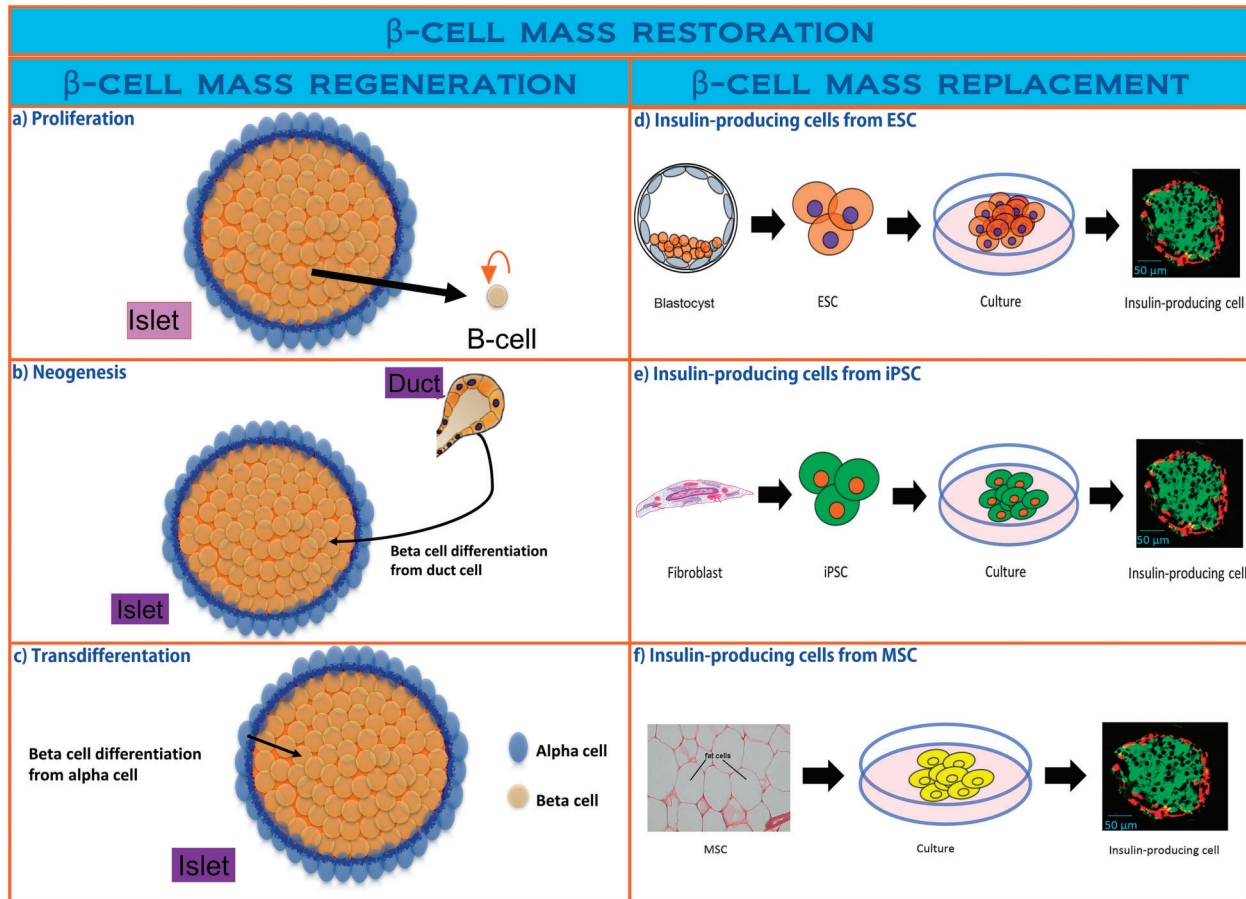 β-CELL MASS RESTORATION
β-CELL MASS REGENERATION
β-CELL MASS REPLACEMENT
a) Proliferation
Islet
B-cell
b) Neogenesis
Duct
Beta cell differentiation
from duct cell
Islet
c) Transdifferentation
Beta cell differentiation
from alpha cell
Alpha cell
Beta cell
Islet
d) Insulin-producing cells from ESC
50 µm
Blastocyst
ESC
Culture
Insulin-producing cell
e) Insulin-producing cells from iPSC
50 µm
Fibroblast
iPSC
Culture
Insulin-producing cell
f) Insulin-producing cells from MSC
fat cells
50 µm
MSC
Culture
Insulin-producing cell